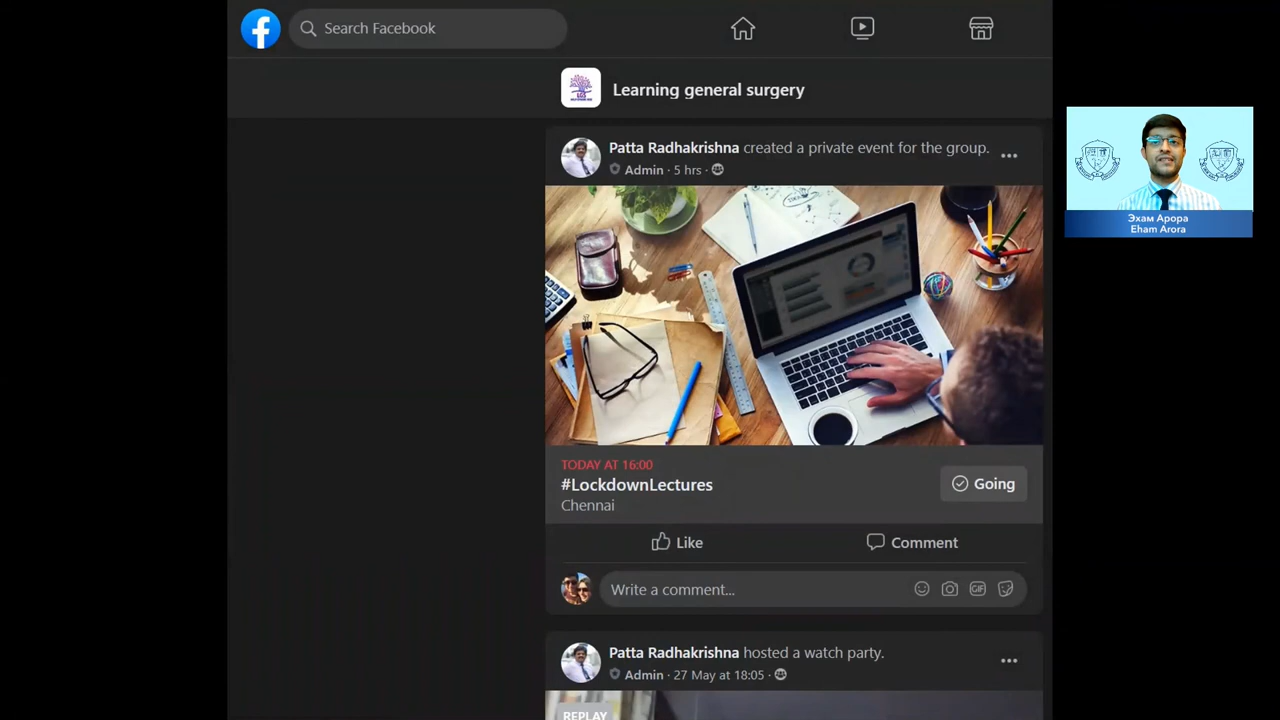 Search Facebook
Learning general surgery
Patta Radhakrishna created a private event for the group.
Admin · 5 hrs ·
TODAY AT 16:00
#LockdownLectures
Chennai
Going
Like
Comment
Write a comment...
GIF
Patta Radhakrishna hosted a watch party.
Admin · 27 May at 18:05 ·
REPLAY
Эхам Арора
Eham Arora